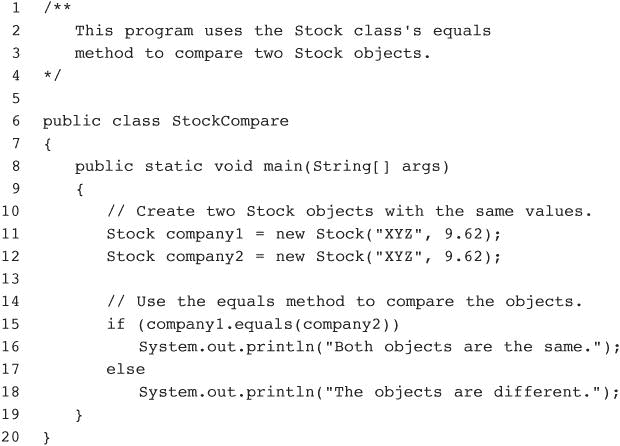 1 /**
2    This program uses the Stock class's equals
3    method to compare two Stock objects.
4 */
5
6 public class StockCompare
7 {
8    public static void main(String[] args)
9    {
10       // Create two Stock objects with the same values.
11       Stock company1 = new Stock("XYZ", 9.62);
12       Stock company2 = new Stock("XYZ", 9.62);
13
14       // Use the equals method to compare the objects.
15       if (company1.equals(company2))
16          System.out.println("Both objects are the same.");
17       else
18          System.out.println("The objects are different.");
19    }
20 }